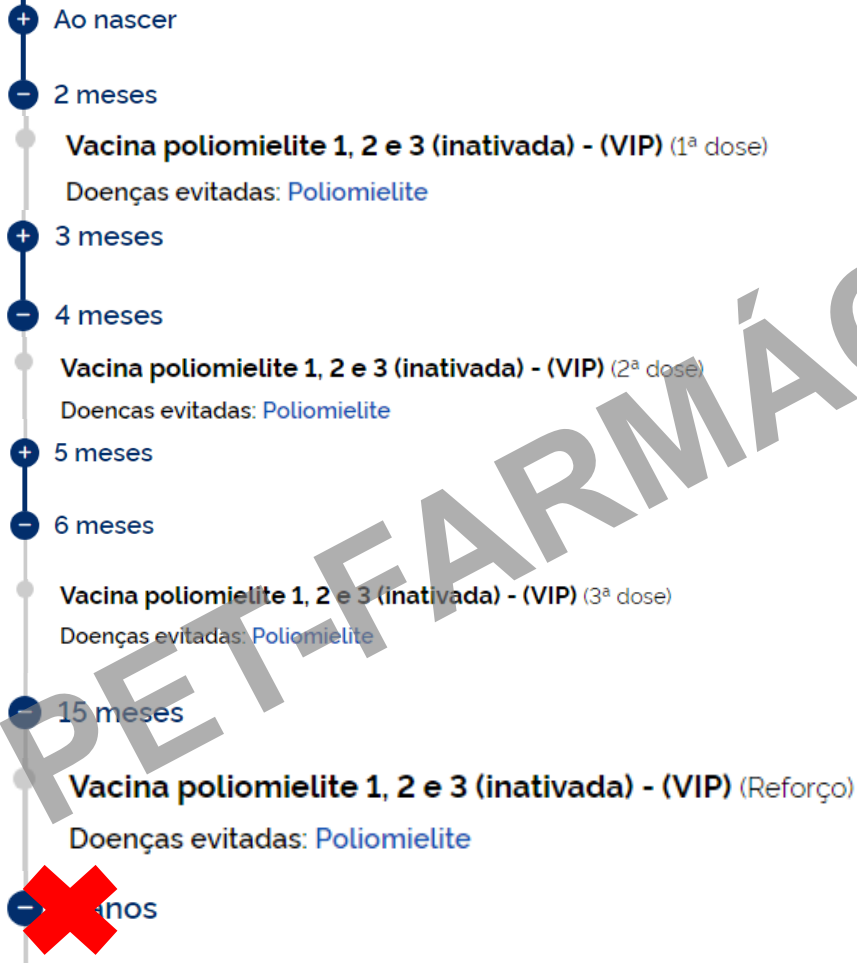 Ao nascer
2 meses
Vacina poliomielite 1, 2 e 3 (inativada) - (VIP) (1ª dose)
Doenças evitadas: Poliomielite
3 meses
4 meses
Vacina poliomielite 1, 2 e 3 (inativada) - (VIP) (2ª dose)
Doencas evitadas: Poliomielite
5 meses
6 meses
Vacina poliomielite 1, 2 e 3 (inativada) - (VIP) (3ª dose)
Doenças evitadas: Poliomielite
15 meses
Vacina poliomielite 1, 2 e 3 (inativada) - (VIP) (Reforço)
Doenças evitadas: Poliomielite
anos
PET-FARMÁC